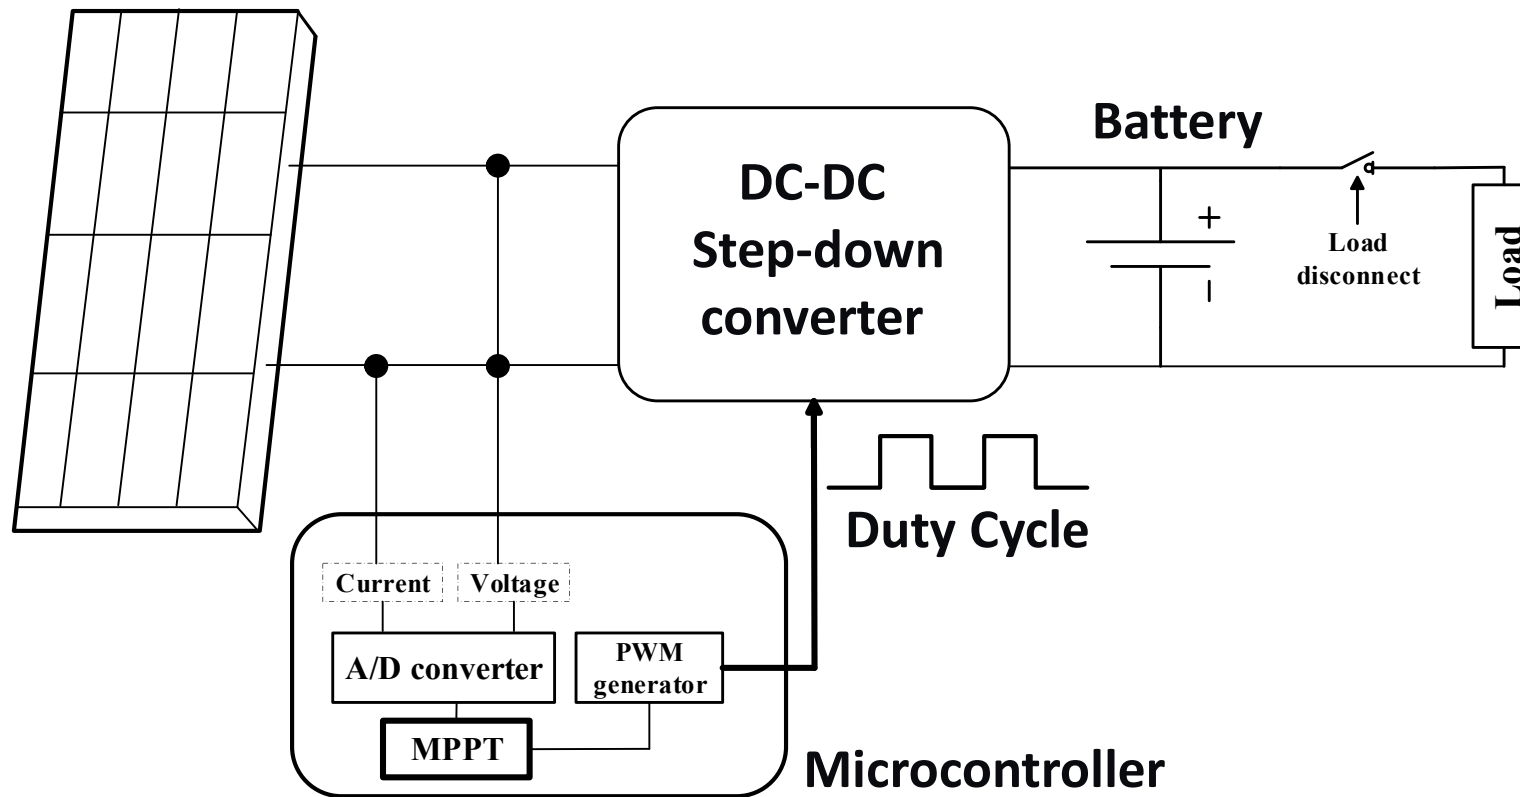 Battery
DC-DC
Step-down
converter
+
Load
disconnect
Load
Duty Cycle
Current
Voltage
A/D converter
PWM
generator
MPPT
Microcontroller